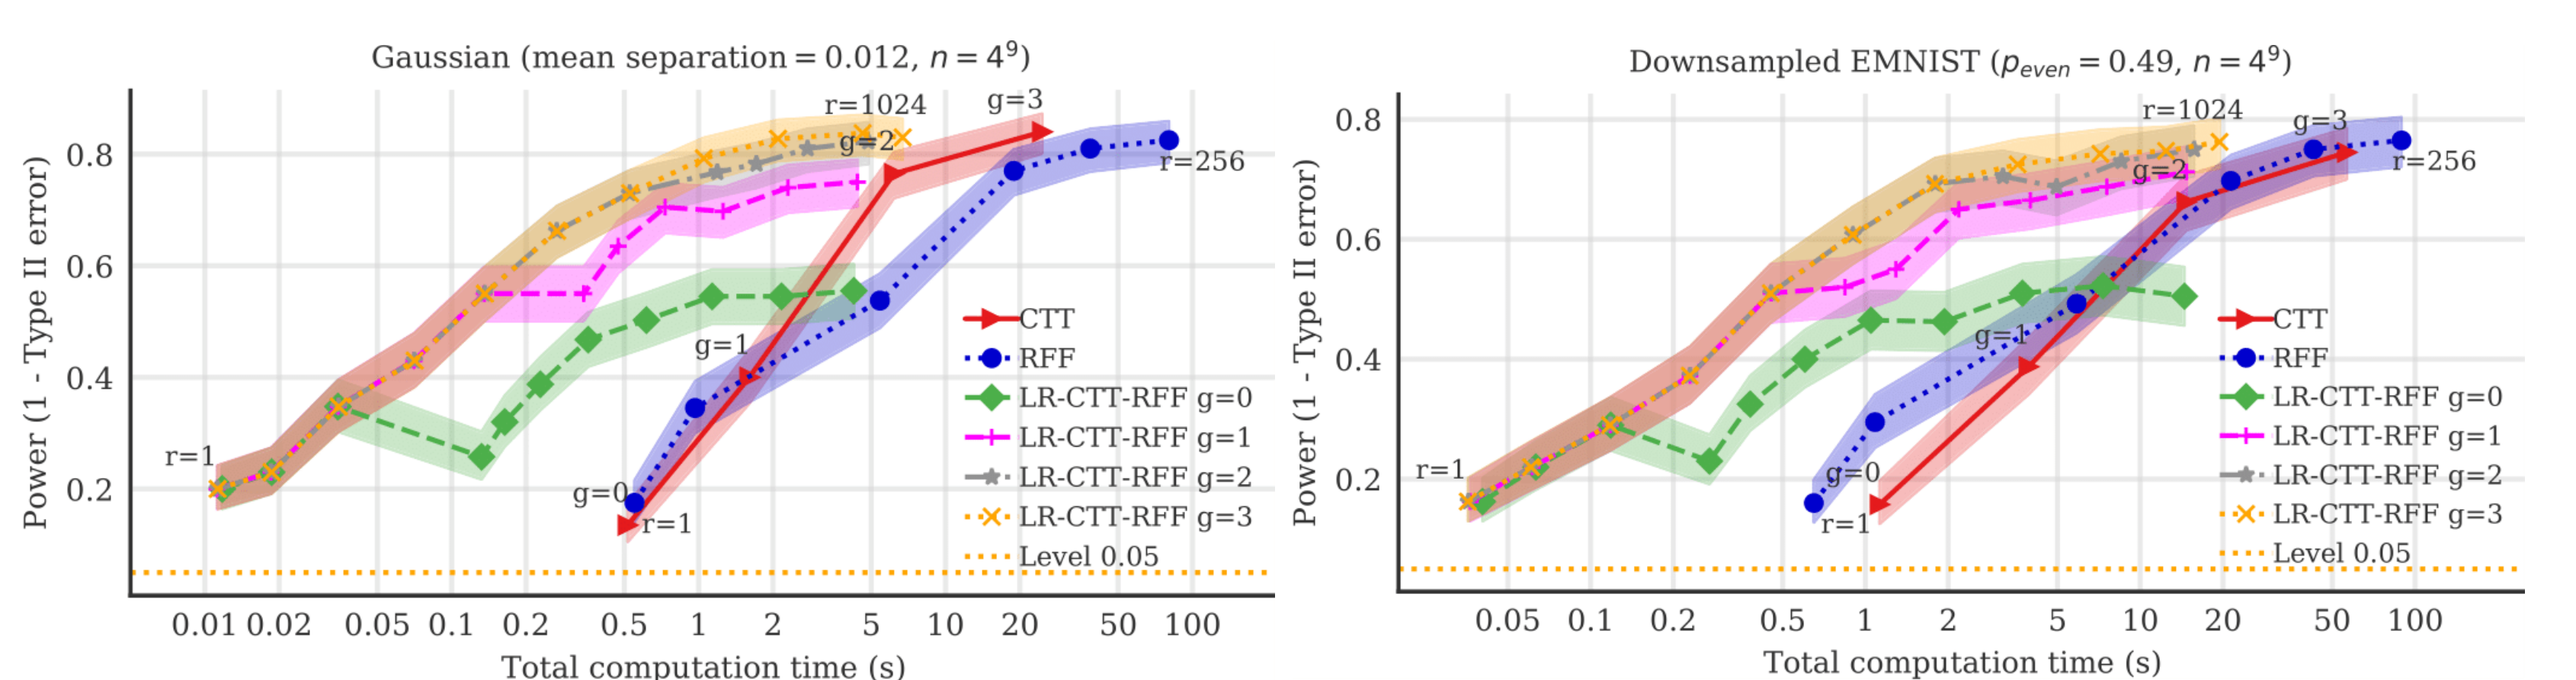 Gaussian (mean separation = 0.012, n = 4⁹)
Power (1 - Type II error)
0.8
0.6
0.4
0.2
r=1024
g=3
g=2
r=256
g=1
r=1
g=0
r=1
CTT
RFF
LR-CTT-RFF g=0
LR-CTT-RFF g=1
LR-CTT-RFF g=2
LR-CTT-RFF g=3
Level 0.05
0.01 0.02 0.05 0.1 0.2 0.5 1 2 5 10 20 50 100
Total computation time (s)
Downsampled EMNIST (p_even = 0.49, n = 4⁹)
Power (1 - Type II error)
0.8
0.6
0.4
0.2
r=1024
g=3
g=2
r=256
g=1
r=1
g=0
r=1
CTT
RFF
LR-CTT-RFF g=0
LR-CTT-RFF g=1
LR-CTT-RFF g=2
LR-CTT-RFF g=3
Level 0.05
0.05 0.1 0.2 0.5 1 2 5 10 20 50 100
Total computation time (s)